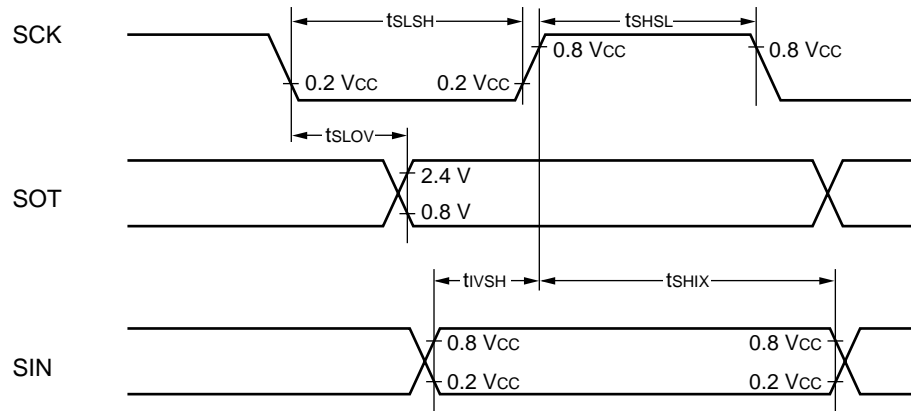 tSLSH
tSHSL
SCK
0.8 VCC
0.8 VCC
0.2 VCC
0.2 VCC
tSLOV
2.4 V
SOT
0.8 V
tIVSH
tSHIX
0.8 VCC
0.8 VCC
SIN
0.2 VCC
0.2 VCC